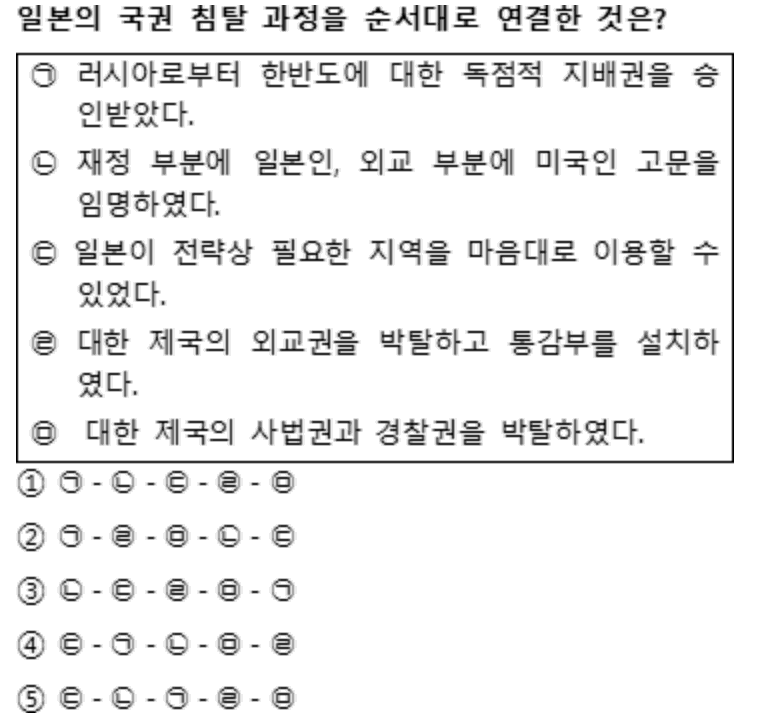 일본의 국권 침탈 과정을 순서대로 연결한 것은?
㉠ 러시아로부터 한반도에 대한 독점적 지배권을 승
인받았다.
㉡ 재정 부분에 일본인, 외교 부분에 미국인 고문을
임명하였다.
㉢ 일본이 전략상 필요한 지역을 마음대로 이용할 수
있었다.
㉣ 대한 제국의 외교권을 박탈하고 통감부를 설치하
였다.
㉤ 대한 제국의 사법권과 경찰권을 박탈하였다.
① ㉠ - ㉡ - ㉢ - ㉣ - ㉤
② ㉠ - ㉣ - ㉤ - ㉡ - ㉢
③ ㉡ - ㉢ - ㉣ - ㉤ - ㉠
④ ㉢ - ㉠ - ㉡ - ㉤ - ㉣
⑤ ㉢ - ㉡ - ㉠ - ㉣ - ㉤